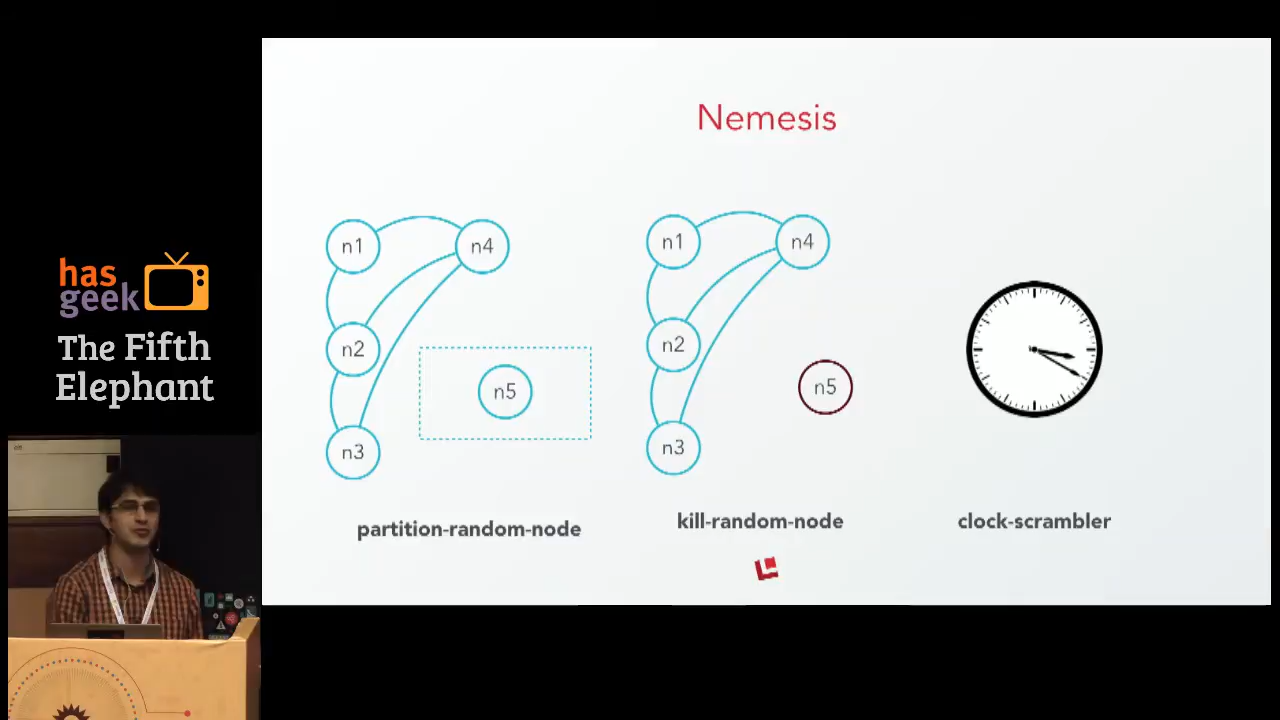 has
geek
The Fifth
Elephant
Nemesis
n1
n4
n2
n5
n3
partition-random-node
n1
n4
n2
n5
n3
kill-random-node
clock-scrambler